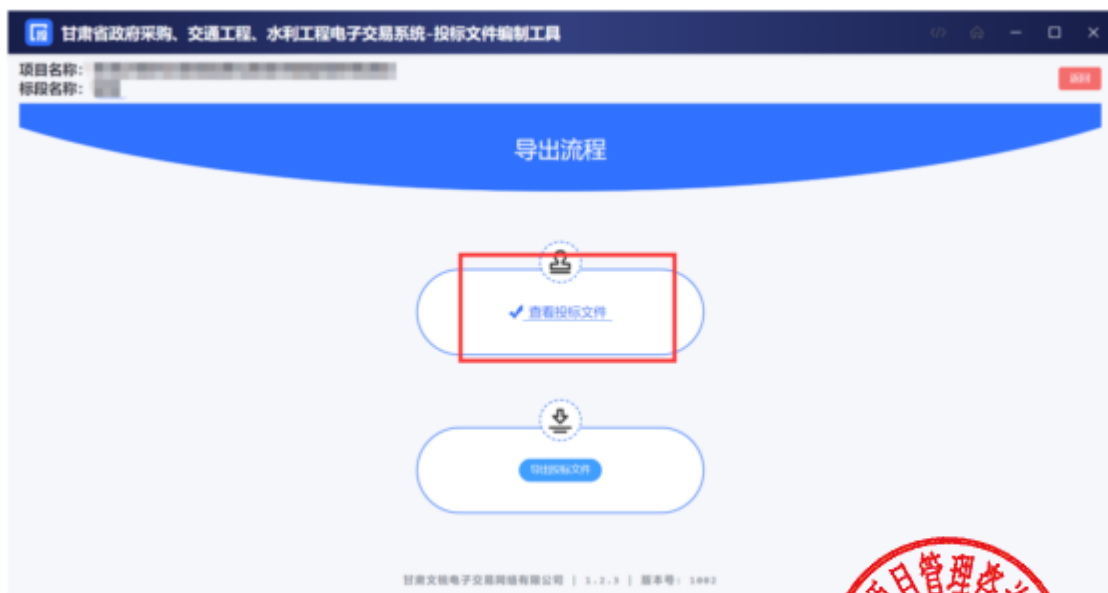 甘肃省政府采购、交通工程、水利工程电子交易系统-投标文件编制工具
项目名称:
标段名称:
返回
导出流程
查看投标文件
导出投标文件
甘肃文锐电子交易网络有限公司 | 1.2.3 | 版本号: 1002
管理